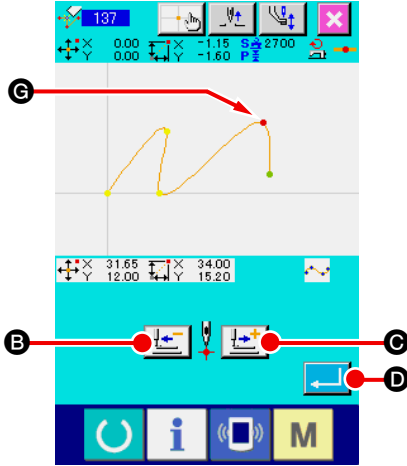 137
X 0.00 X -1.15 S 2700
Y 0.00 Y -1.60 P
G
X 31.65 X 34.00
Y 12.00 Y 15.20
B
C
D
i M